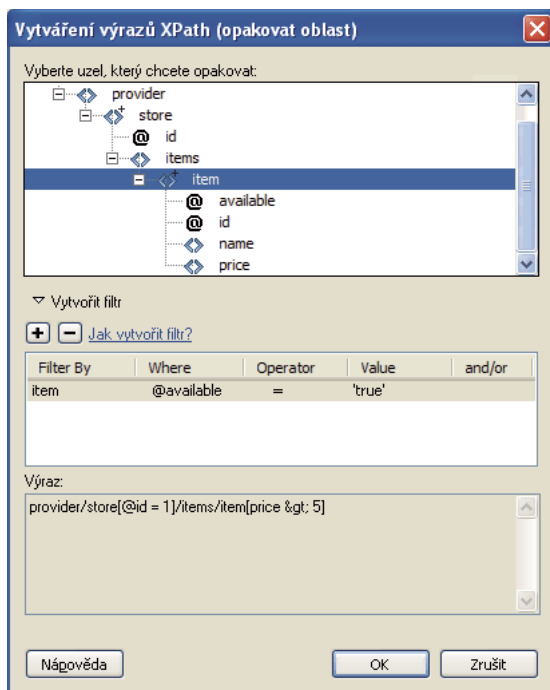 Vytváření výrazů XPath (opakovat oblast)
Vyberte uzel, který chcete opakovat:
provider
store
@ id
items
item
@ available
@ id
name
price
Vytvořit filtr
+ − Jak vytvořit filtr?
Filter By Where Operator Value and/or
item @available = 'true'
Výraz:
provider/store[@id = 1]/items/item[price &gt; 5]
Nápověda OK Zrušit